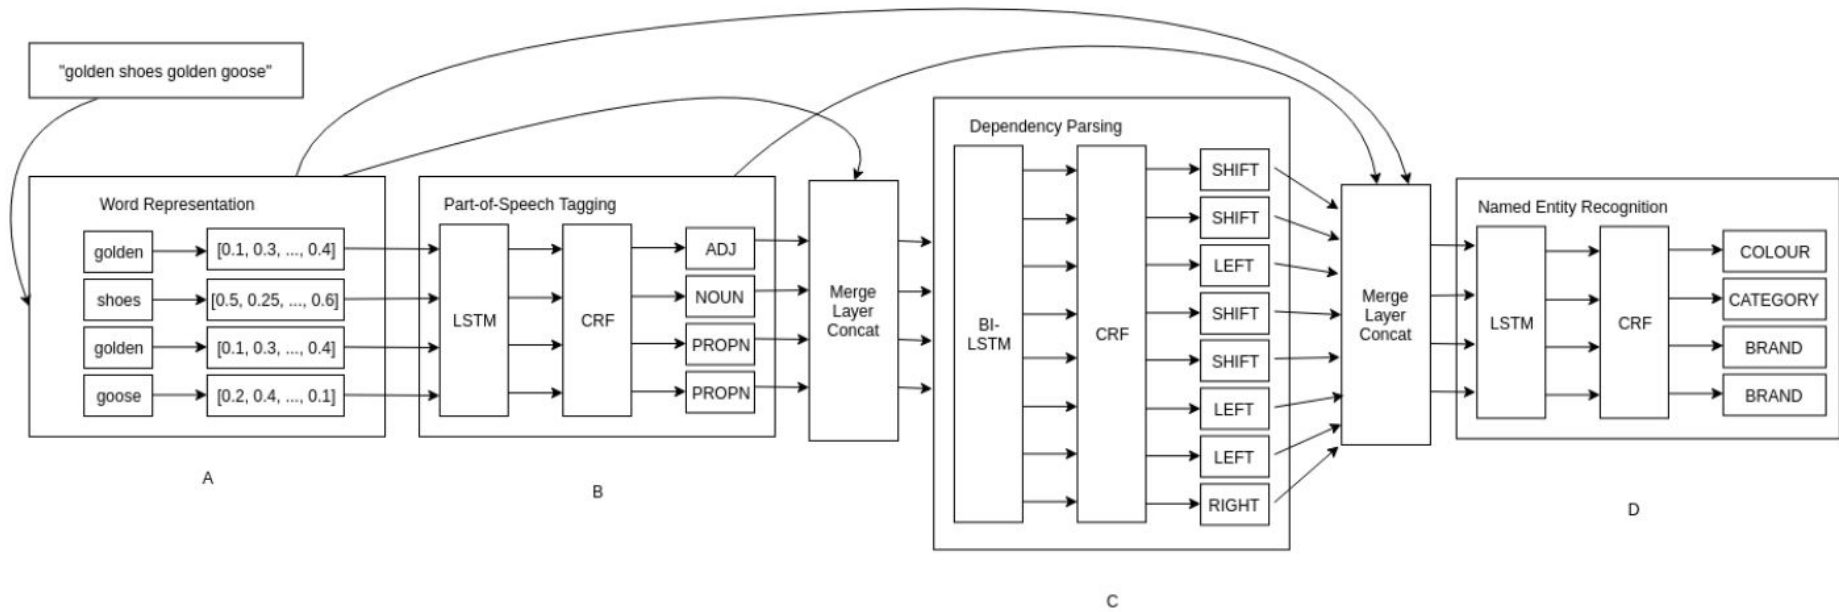 "golden shoes golden goose"
Word Representation
golden
[0.1, 0.3, ..., 0.4]
shoes
[0.5, 0.25, ..., 0.6]
golden
[0.1, 0.3, ..., 0.4]
goose
[0.2, 0.4, ..., 0.1]
A
Part-of-Speech Tagging
LSTM
CRF
ADJ
NOUN
PROPN
PROPN
B
Merge
Layer
Concat
Dependency Parsing
BI-
LSTM
CRF
SHIFT
SHIFT
LEFT
SHIFT
SHIFT
LEFT
LEFT
RIGHT
C
Merge
Layer
Concat
Named Entity Recognition
LSTM
CRF
COLOUR
CATEGORY
BRAND
BRAND
D